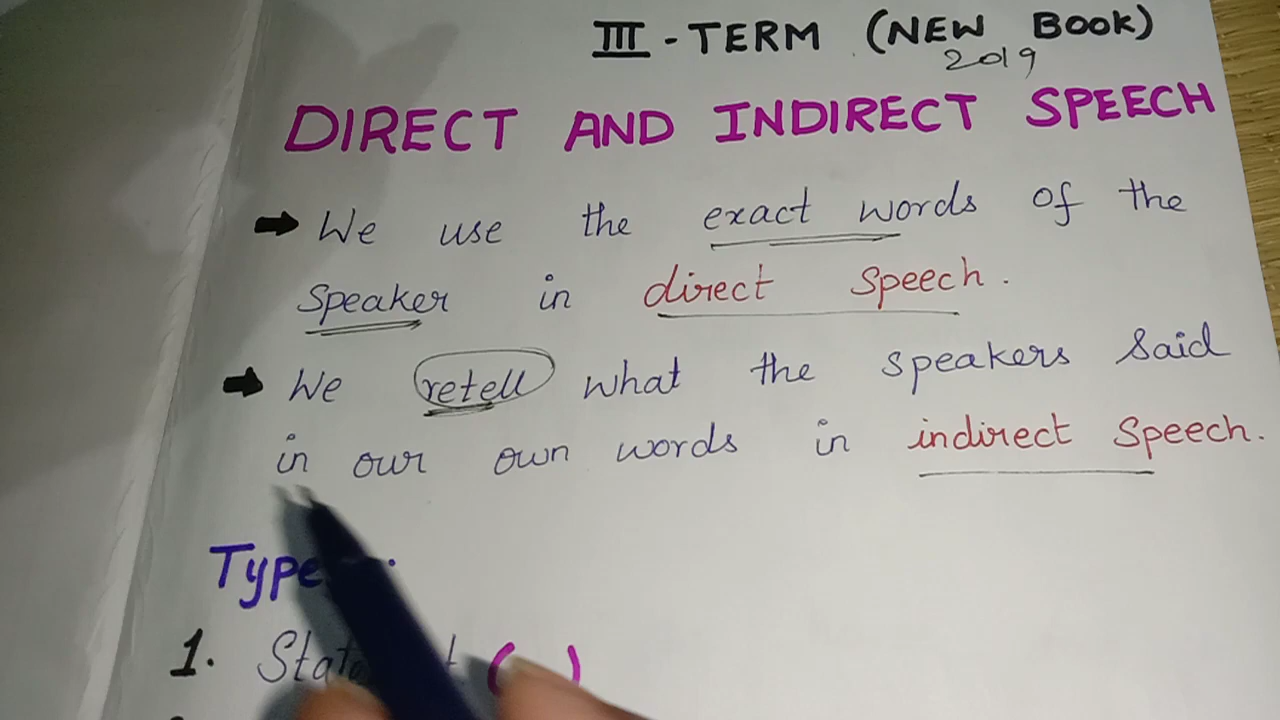 III - TERM (NEW BOOK)
2019
DIRECT AND INDIRECT SPEECH
➡ We use the exact words of the
Speaker in direct Speech.
➡ We retell what the speakers Said
in our own words in indirect Speech.
1.